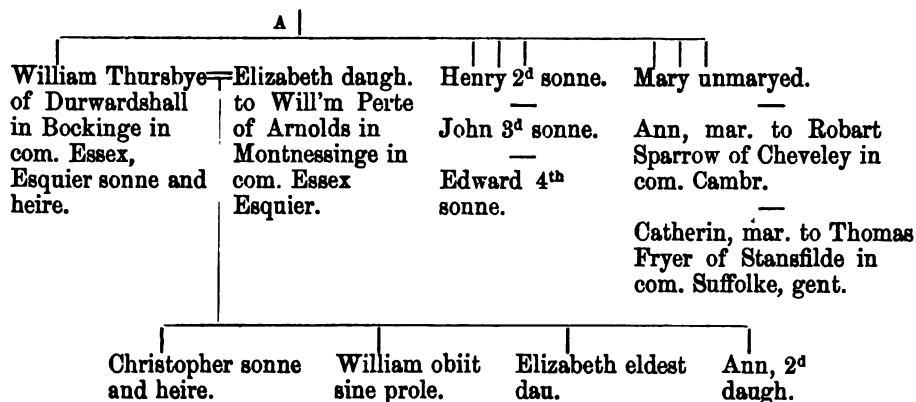 A
William Thursbye
of Durwardshall
in Bockinge in
com. Essex,
Esquier sonne and
heire.
Elizabeth daugh.
to Will'm Perte
of Arnolds in
Montnessinge in
com. Essex
Esquier.
Henry 2d sonne.
John 3d sonne.
Edward 4th
sonne.
Mary unmaryed.
Ann, mar. to Robart
Sparrow of Cheveley in
com. Cambr.
Catherin, mar. to Thomas
Fryer of Stansfilde in
com. Suffolke, gent.
Christopher sonne
and heire.
William obiit
sine prole.
Elizabeth eldest
dau.
Ann, 2d
daugh.